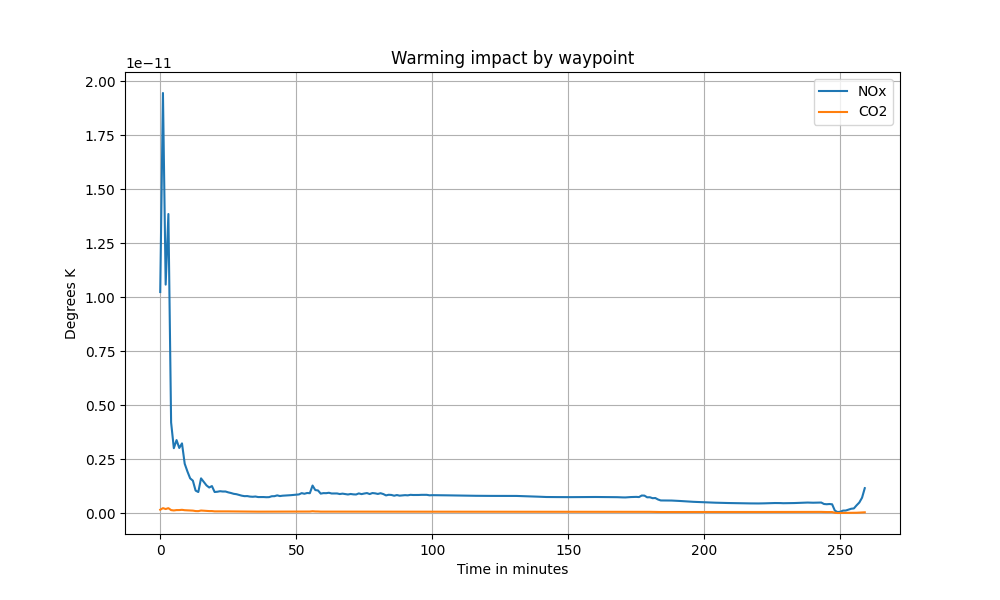 Warming impact by waypoint
1e−11
NOx
CO2
2.00
1.75
1.50
1.25
1.00
0.75
0.50
0.25
0.00
Degrees K
0 50 100 150 200 250
Time in minutes